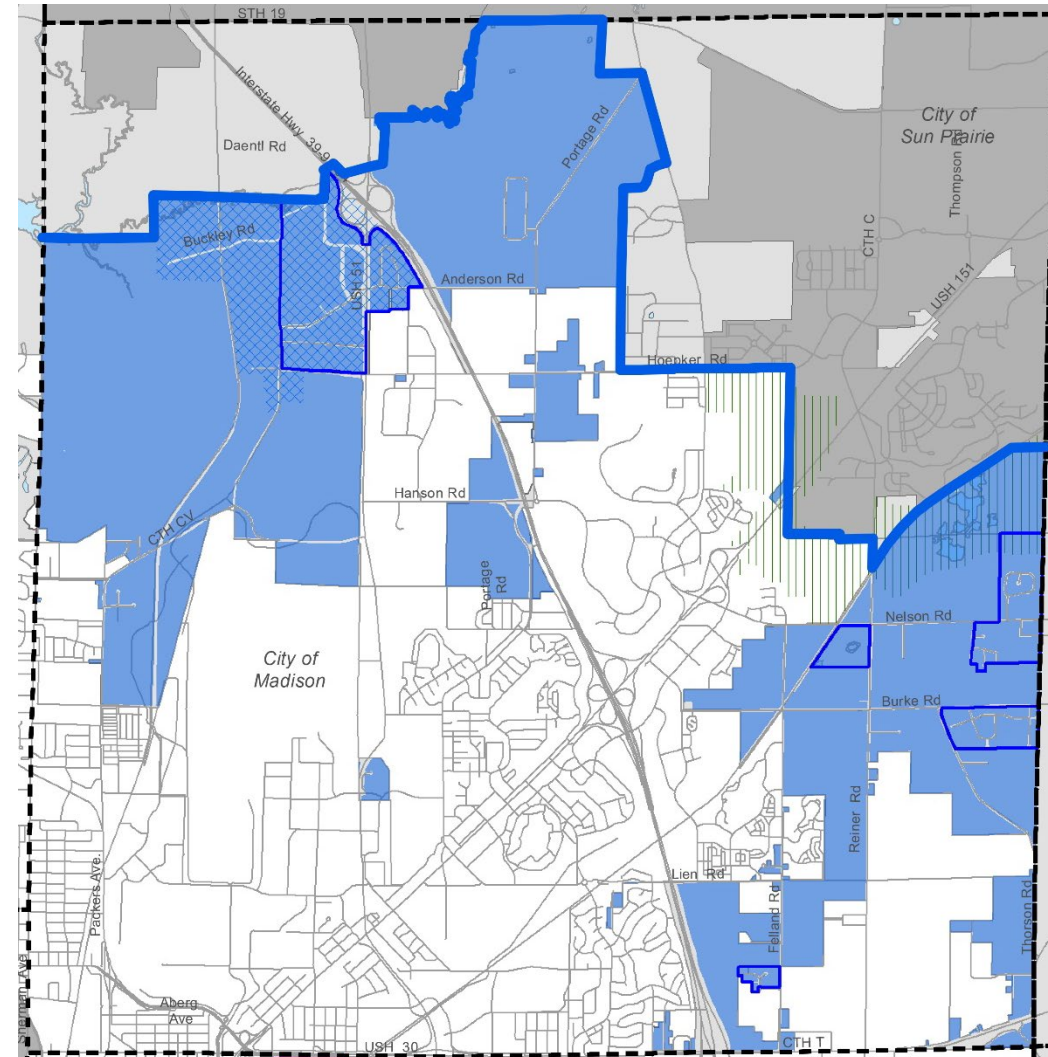 STH 19
Interstate Hwy 39-9
Daentl Rd
Portage Rd
City of
Sun Prairie
Thompson Rd
CTH C
Buckley Rd
USH 51
Anderson Rd
USH 151
Hoepker Rd
Hanson Rd
CTH CV
Portage
Rd
Nelson Rd
City of
Madison
Burke Rd
Reiner Rd
Packers Ave.
Lien Rd
Felland Rd
Thorson Rd
Sherman Ave
Aberg
Ave
USH 30
CTH T